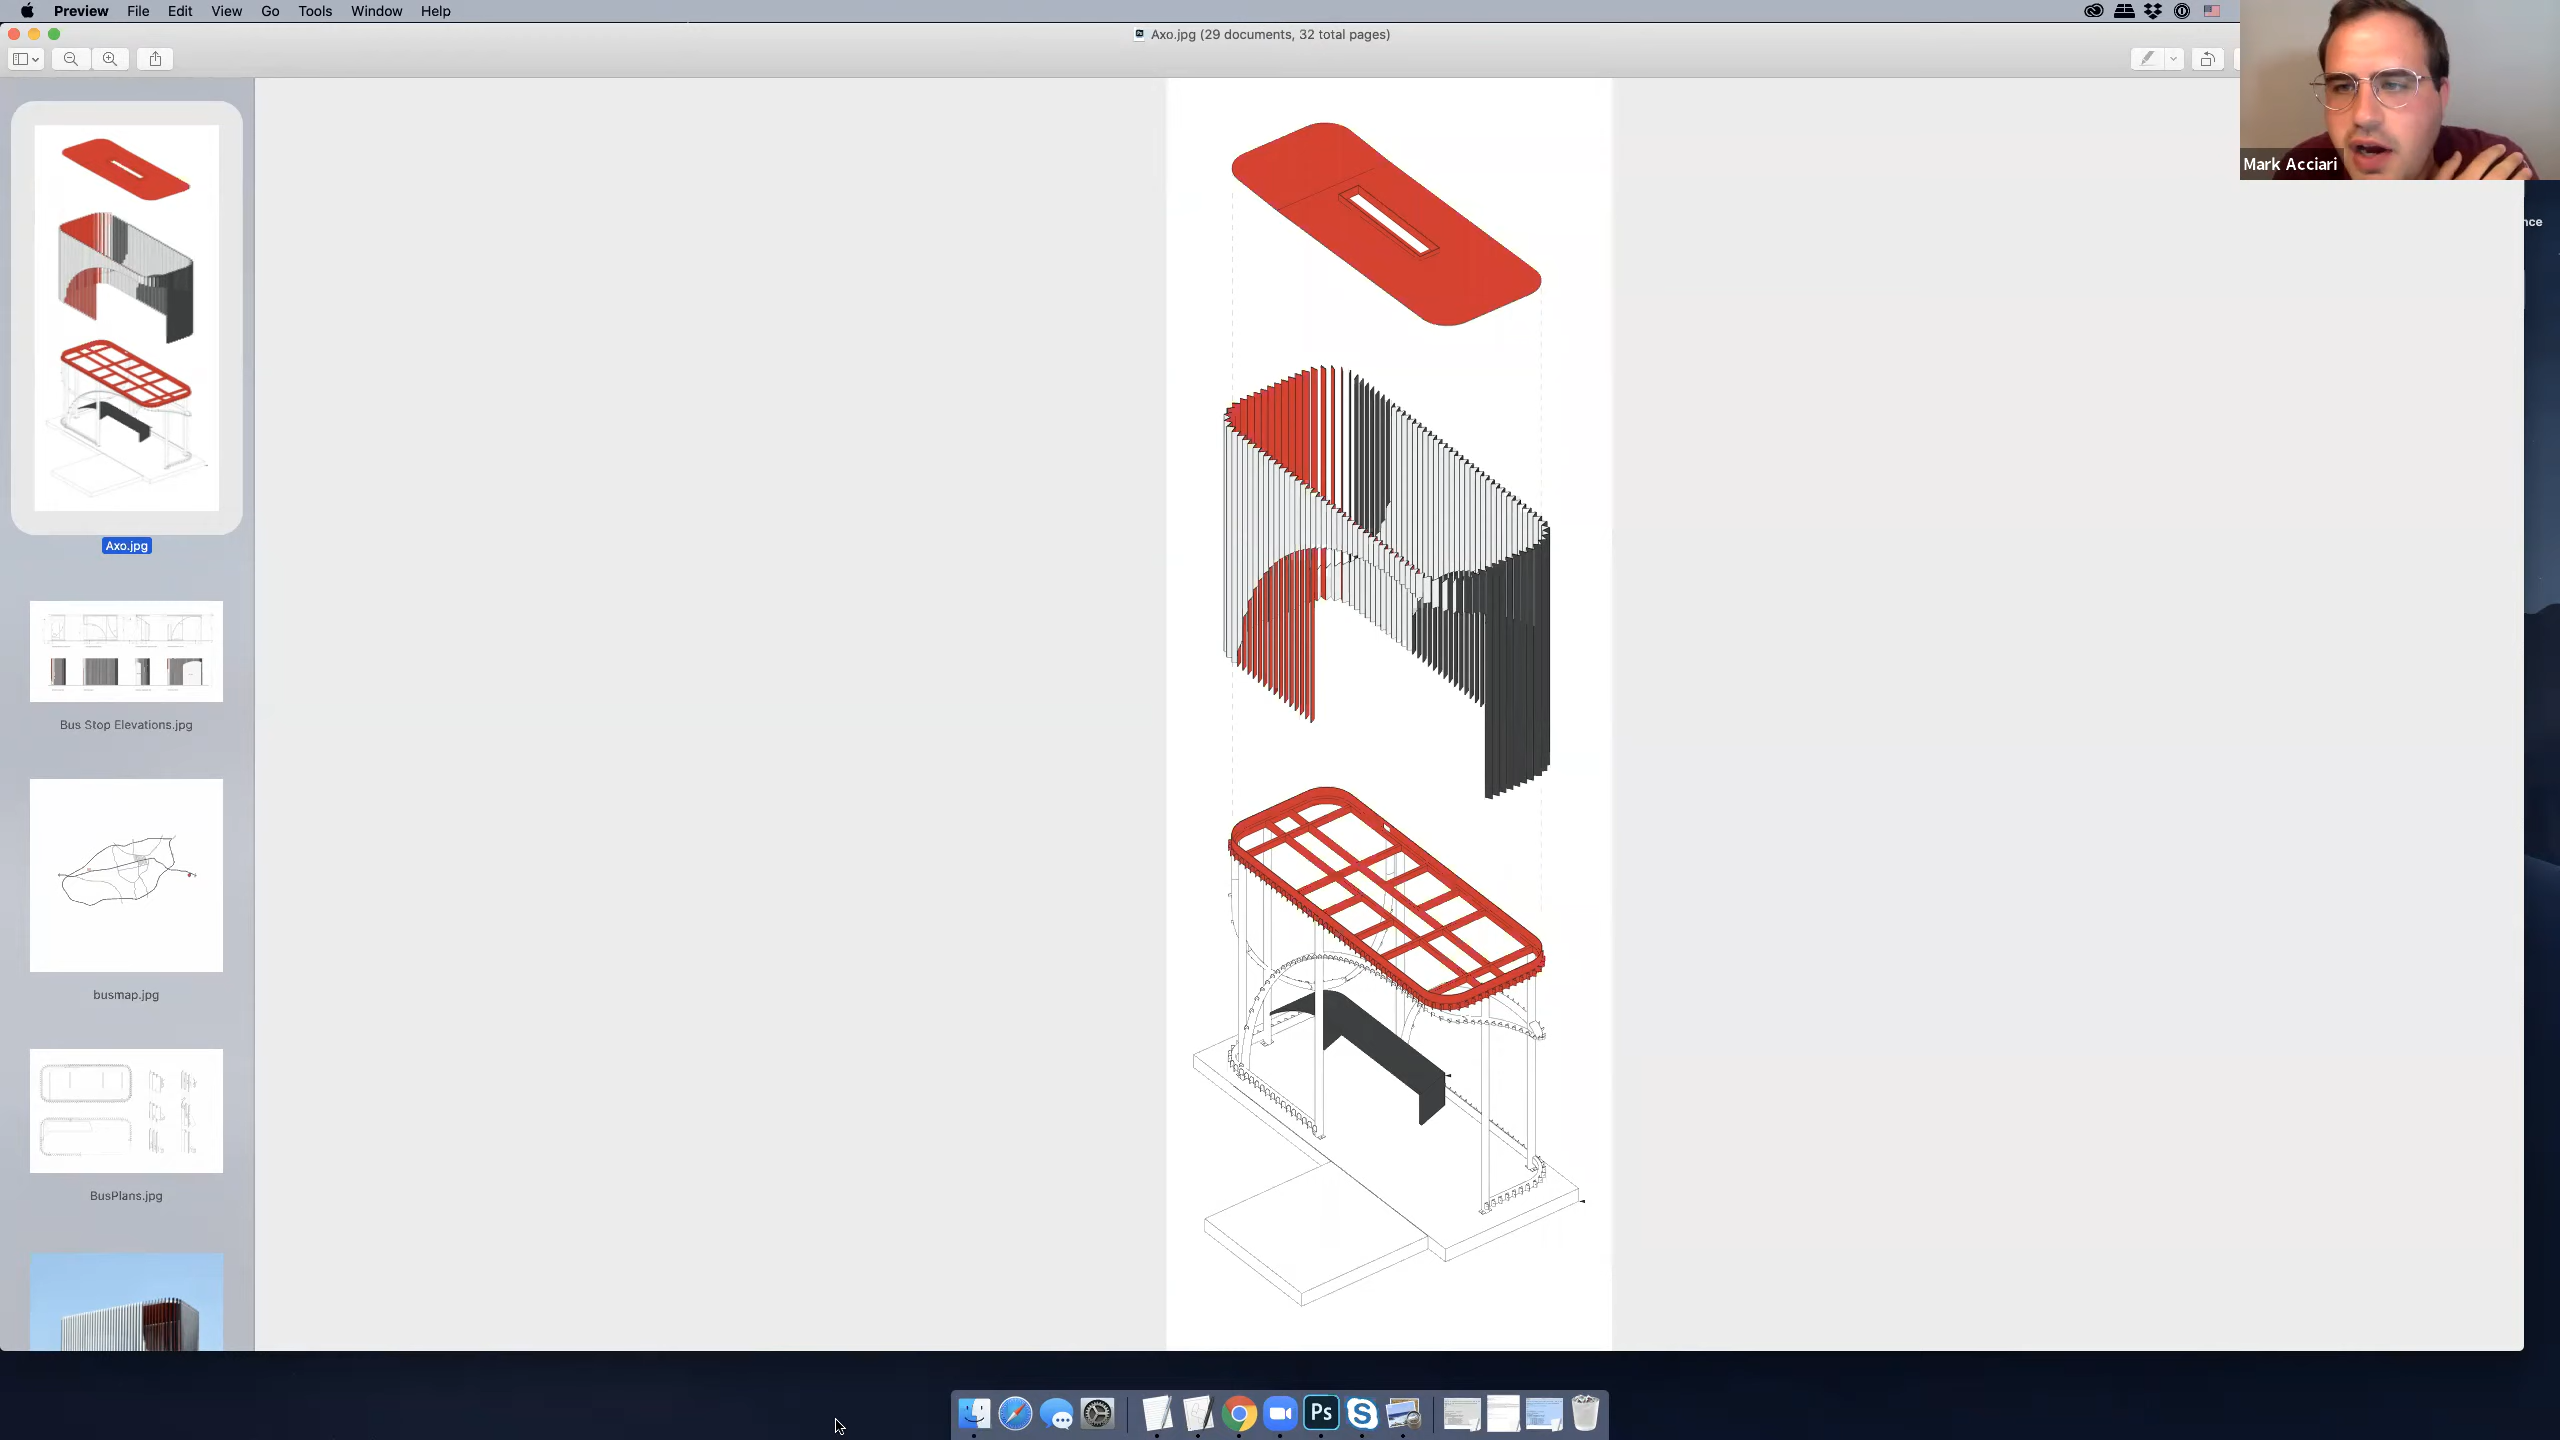 Preview File Edit View Go Tools Window Help
Axo.jpg (29 documents, 32 total pages)
Mark Acciari
nce
Axo.jpg
Bus Stop Elevations.jpg
busmap.jpg
BusPlans.jpg
Ps